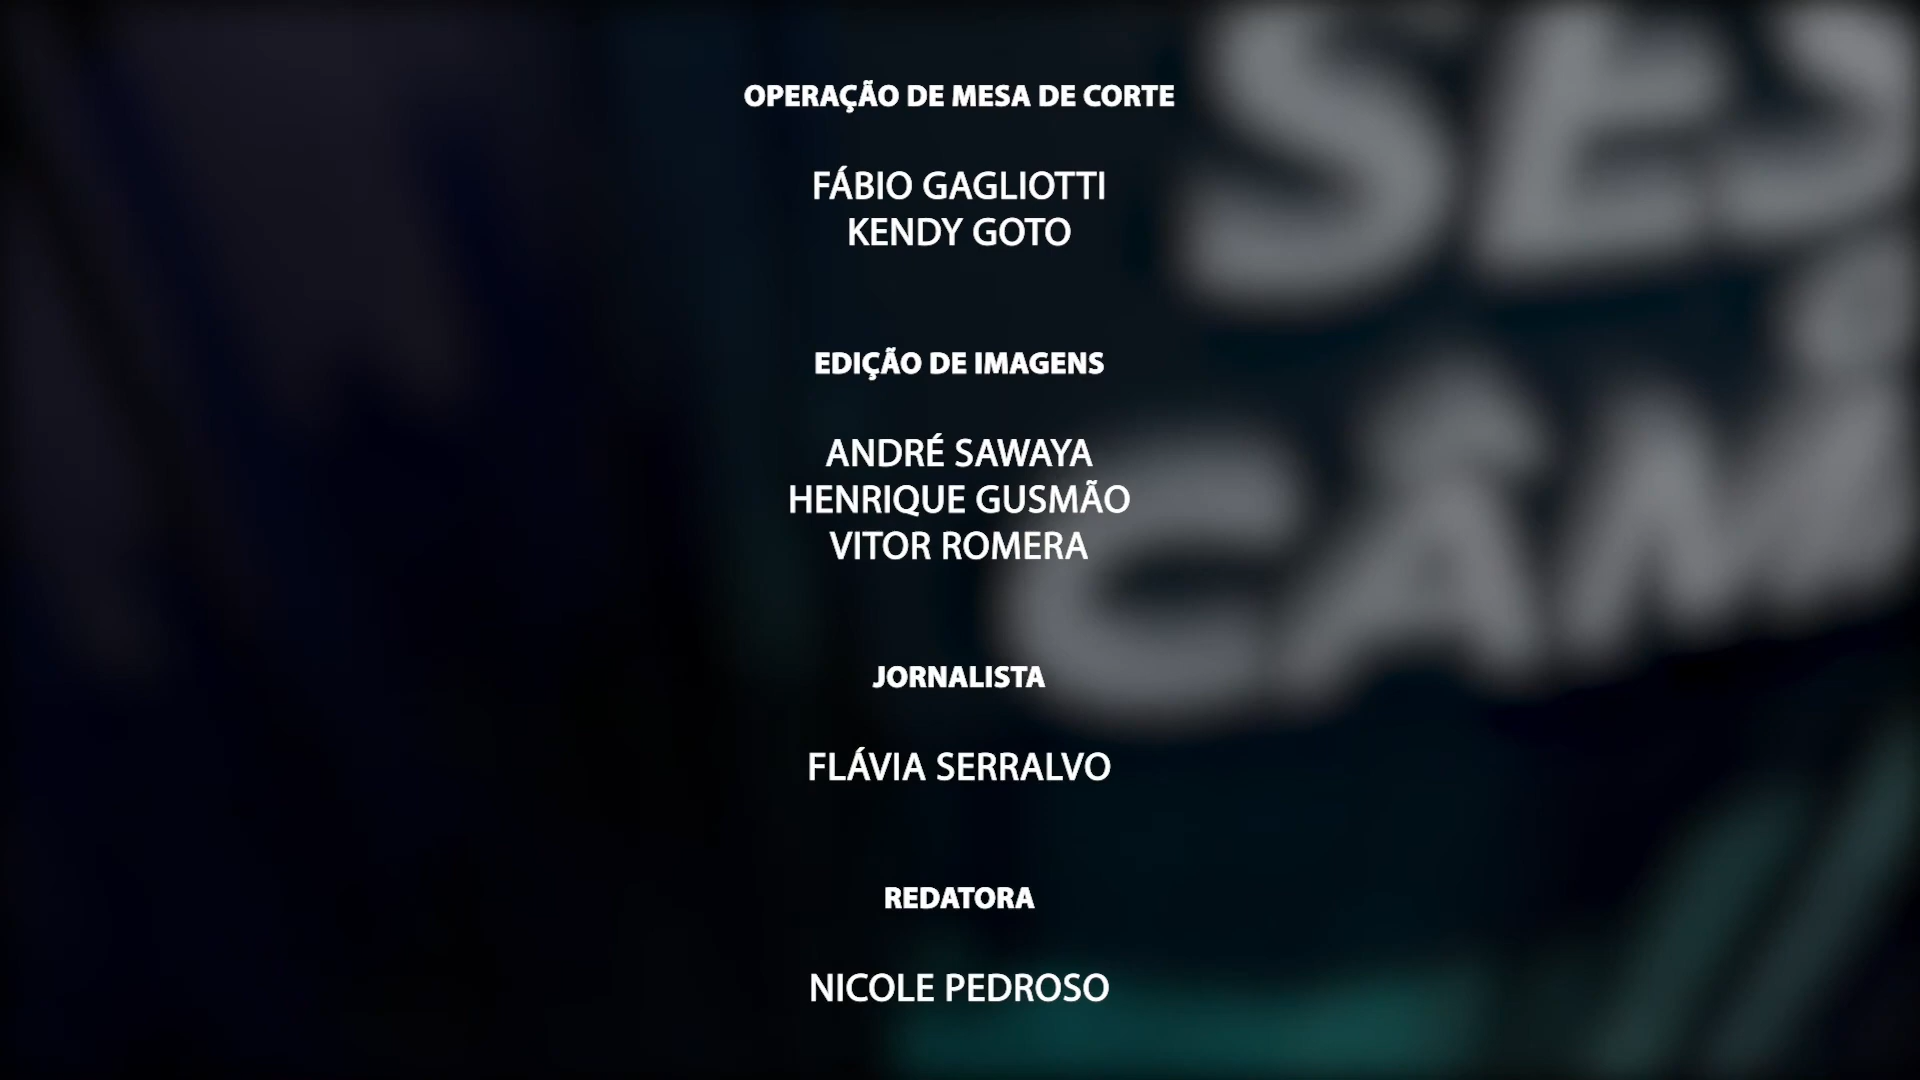 OPERAÇÃO DE MESA DE CORTE
FÁBIO GAGLIOTTI
KENDY GOTO
EDIÇÃO DE IMAGENS
ANDRÉ SAWAYA
HENRIQUE GUSMÃO
VITOR ROMERA
JORNALISTA
FLÁVIA SERRALVO
REDATORA
NICOLE PEDROSO